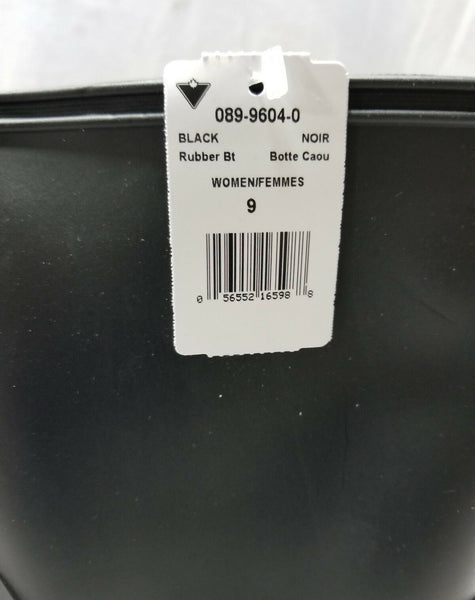 089-9604-0
BLACK NOIR
Rubber Bt Botte Caou
WOMEN/FEMMES
9
0 56552 16598 8